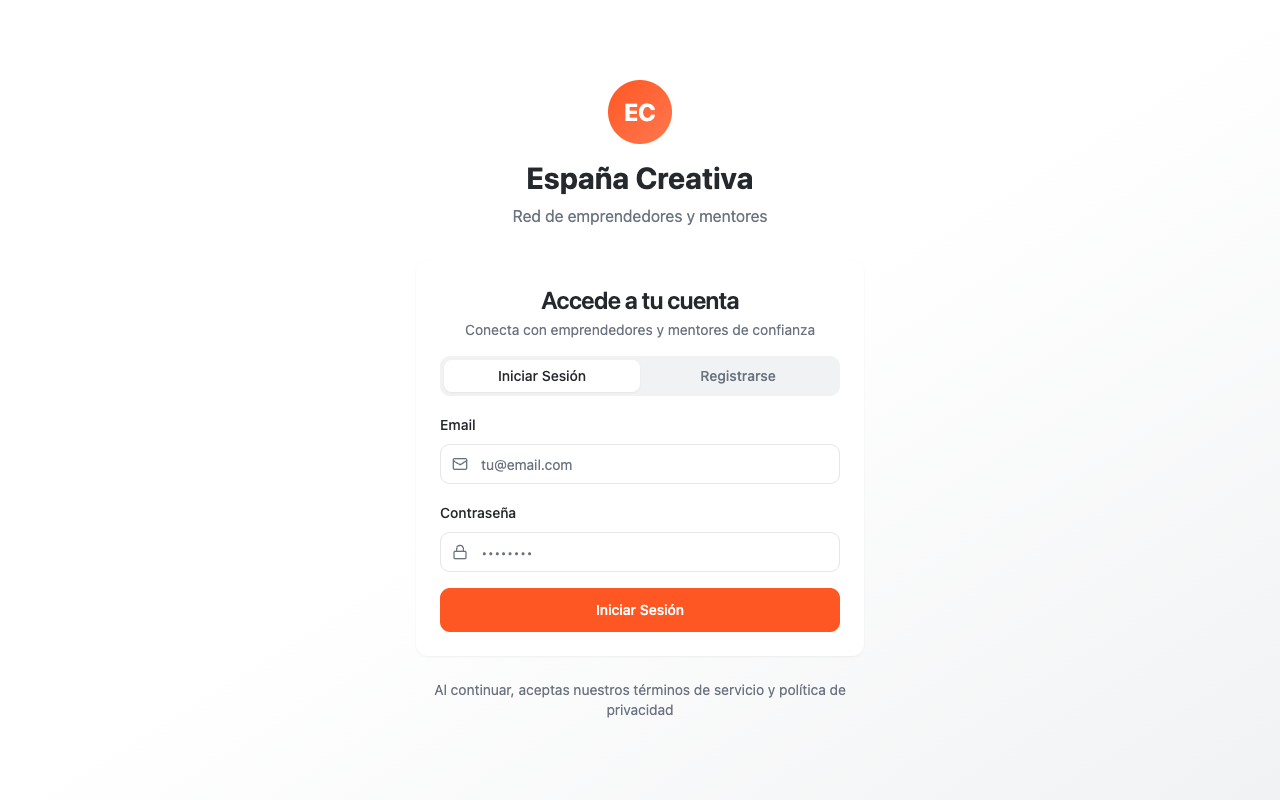 EC
España Creativa
Red de emprendedores y mentores
Accede a tu cuenta
Conecta con emprendedores y mentores de confianza
Iniciar Sesión
Registrarse
Email
tu@email.com
Contraseña
••••••••
Iniciar Sesión
Al continuar, aceptas nuestros términos de servicio y política de
privacidad